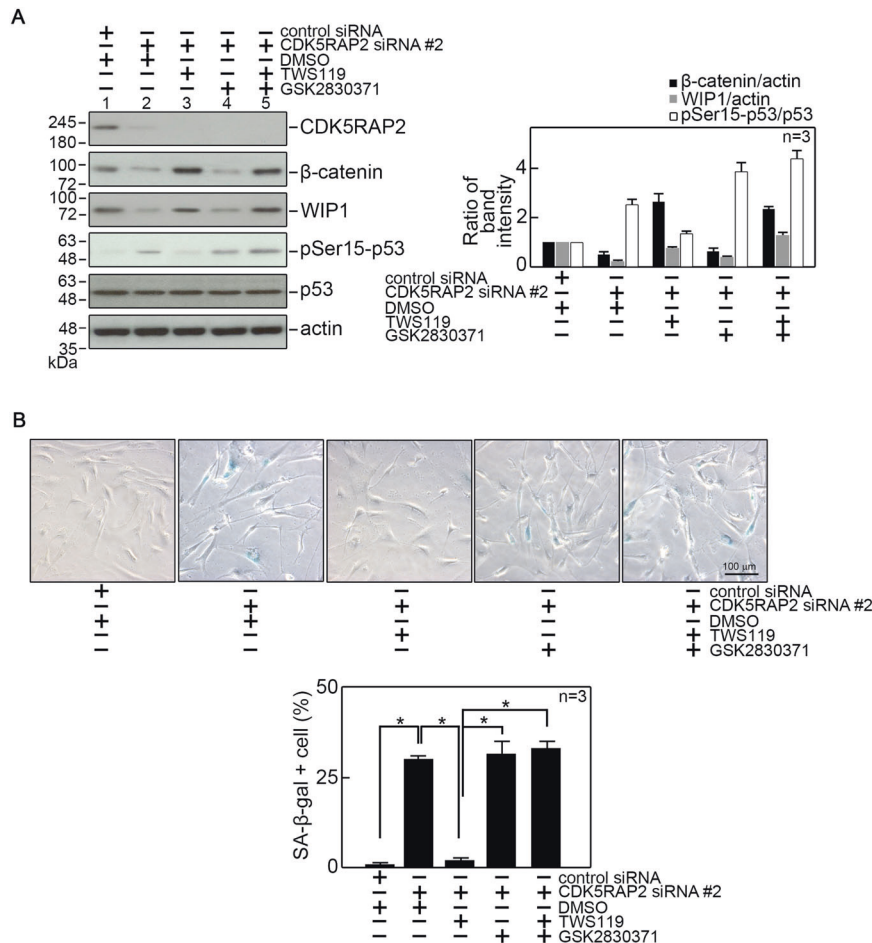 A
+ − − − − control siRNA
− + + + + CDK5RAP2 siRNA #2
+ + − − − DMSO
− − + − + TWS119
− − − + + GSK2830371
1 2 3 4 5
245
180
CDK5RAP2
100
72
β-catenin
100
72
WIP1
63
48
pSer15-p53
63
48
p53
48
35
actin
kDa
β-catenin/actin
WIP1/actin
pSer15-p53/p53
n=3
Ratio of
band
intensity
4
2
0
control siRNA + − − − −
CDK5RAP2 siRNA #2 − + + + +
DMSO + + − − −
TWS119 − − + − +
GSK2830371 − − − + +
B
100 µm
+ − − − − control siRNA
− + + + + CDK5RAP2 siRNA #2
+ + − − − DMSO
− − + − + TWS119
− − − + + GSK2830371
SA-β-gal + cell (%)
50
25
0
n=3
* * * *
+ − − − − control siRNA
− + + + + CDK5RAP2 siRNA #2
+ + − − − DMSO
− − + − + TWS119
− − − + + GSK2830371